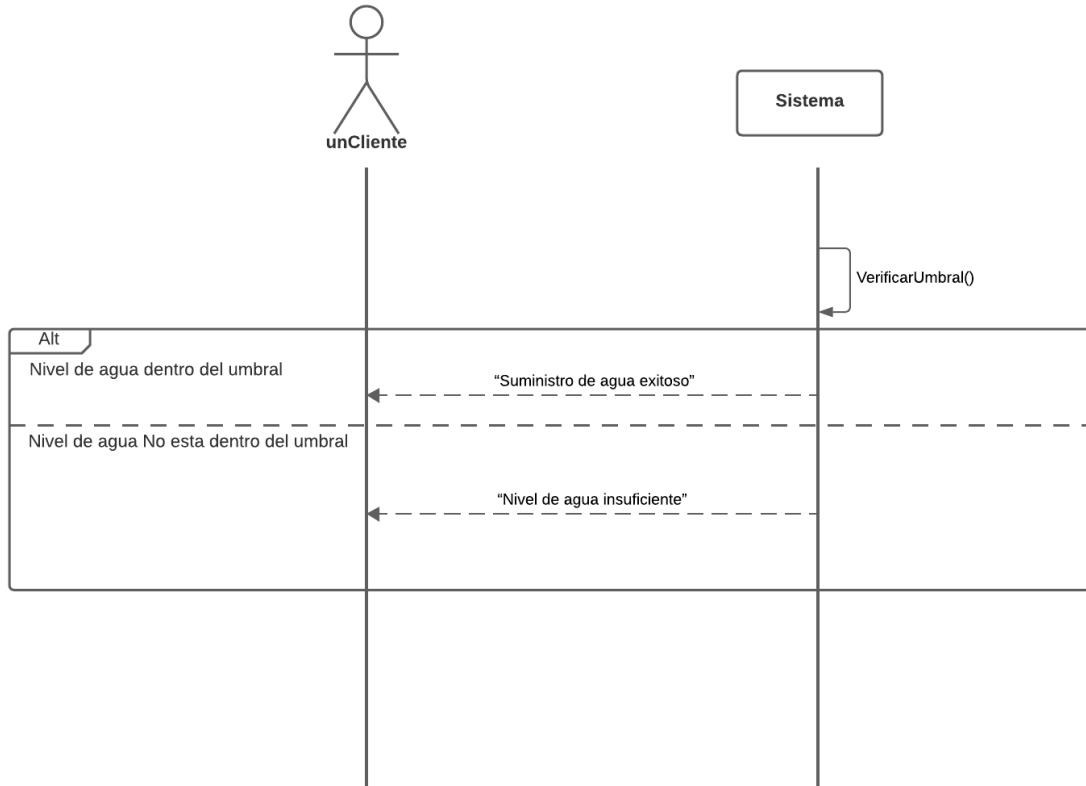 Sistema
unCliente
VerificarUmbral()
Alt
Nivel de agua dentro del umbral
“Suministro de agua exitoso”
Nivel de agua No esta dentro del umbral
“Nivel de agua insuficiente”